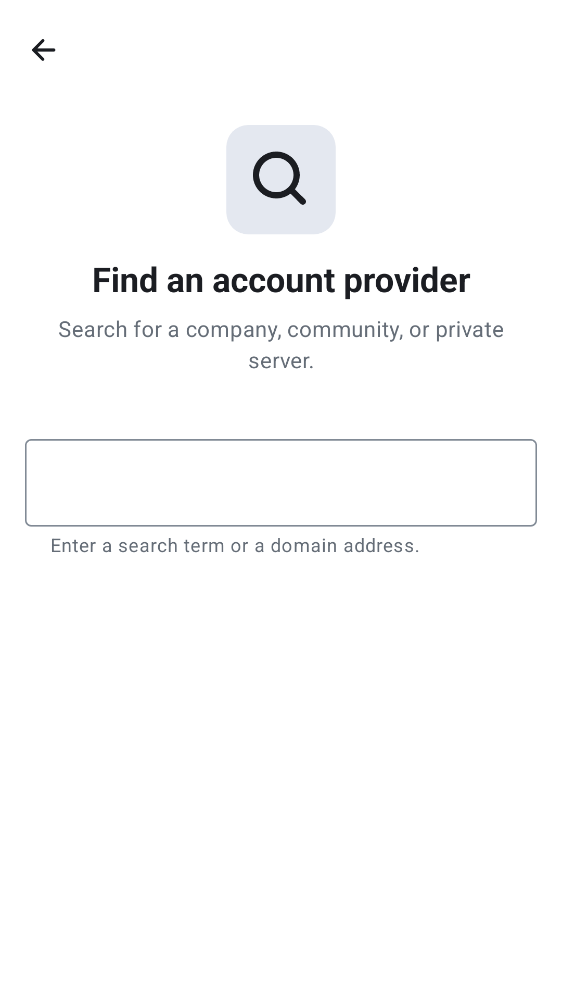 Find an account provider
Search for a company, community, or private
server.
Enter a search term or a domain address.